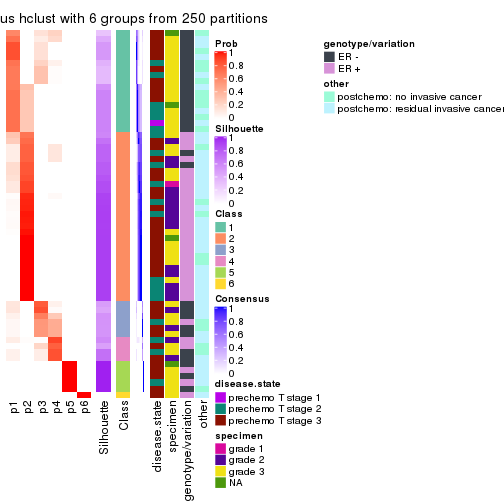 us hclust with 6 groups from 250 partitions
Prob
1
0.8
0.6
0.4
0.2
0
Silhouette
1
0.8
0.6
0.4
0.2
0
Class
1
2
3
4
5
6
Consensus
1
0.8
0.6
0.4
0.2
0
disease.state
prechemo T stage 1
prechemo T stage 2
prechemo T stage 3
specimen
grade 1
grade 2
grade 3
NA
genotype/variation
ER -
ER +
other
postchemo: no invasive cancer
postchemo: residual invasive cancer
p1
p2
p3
p4
p5
p6
Silhouette
Class
disease.state
specimen
genotype/variation
other